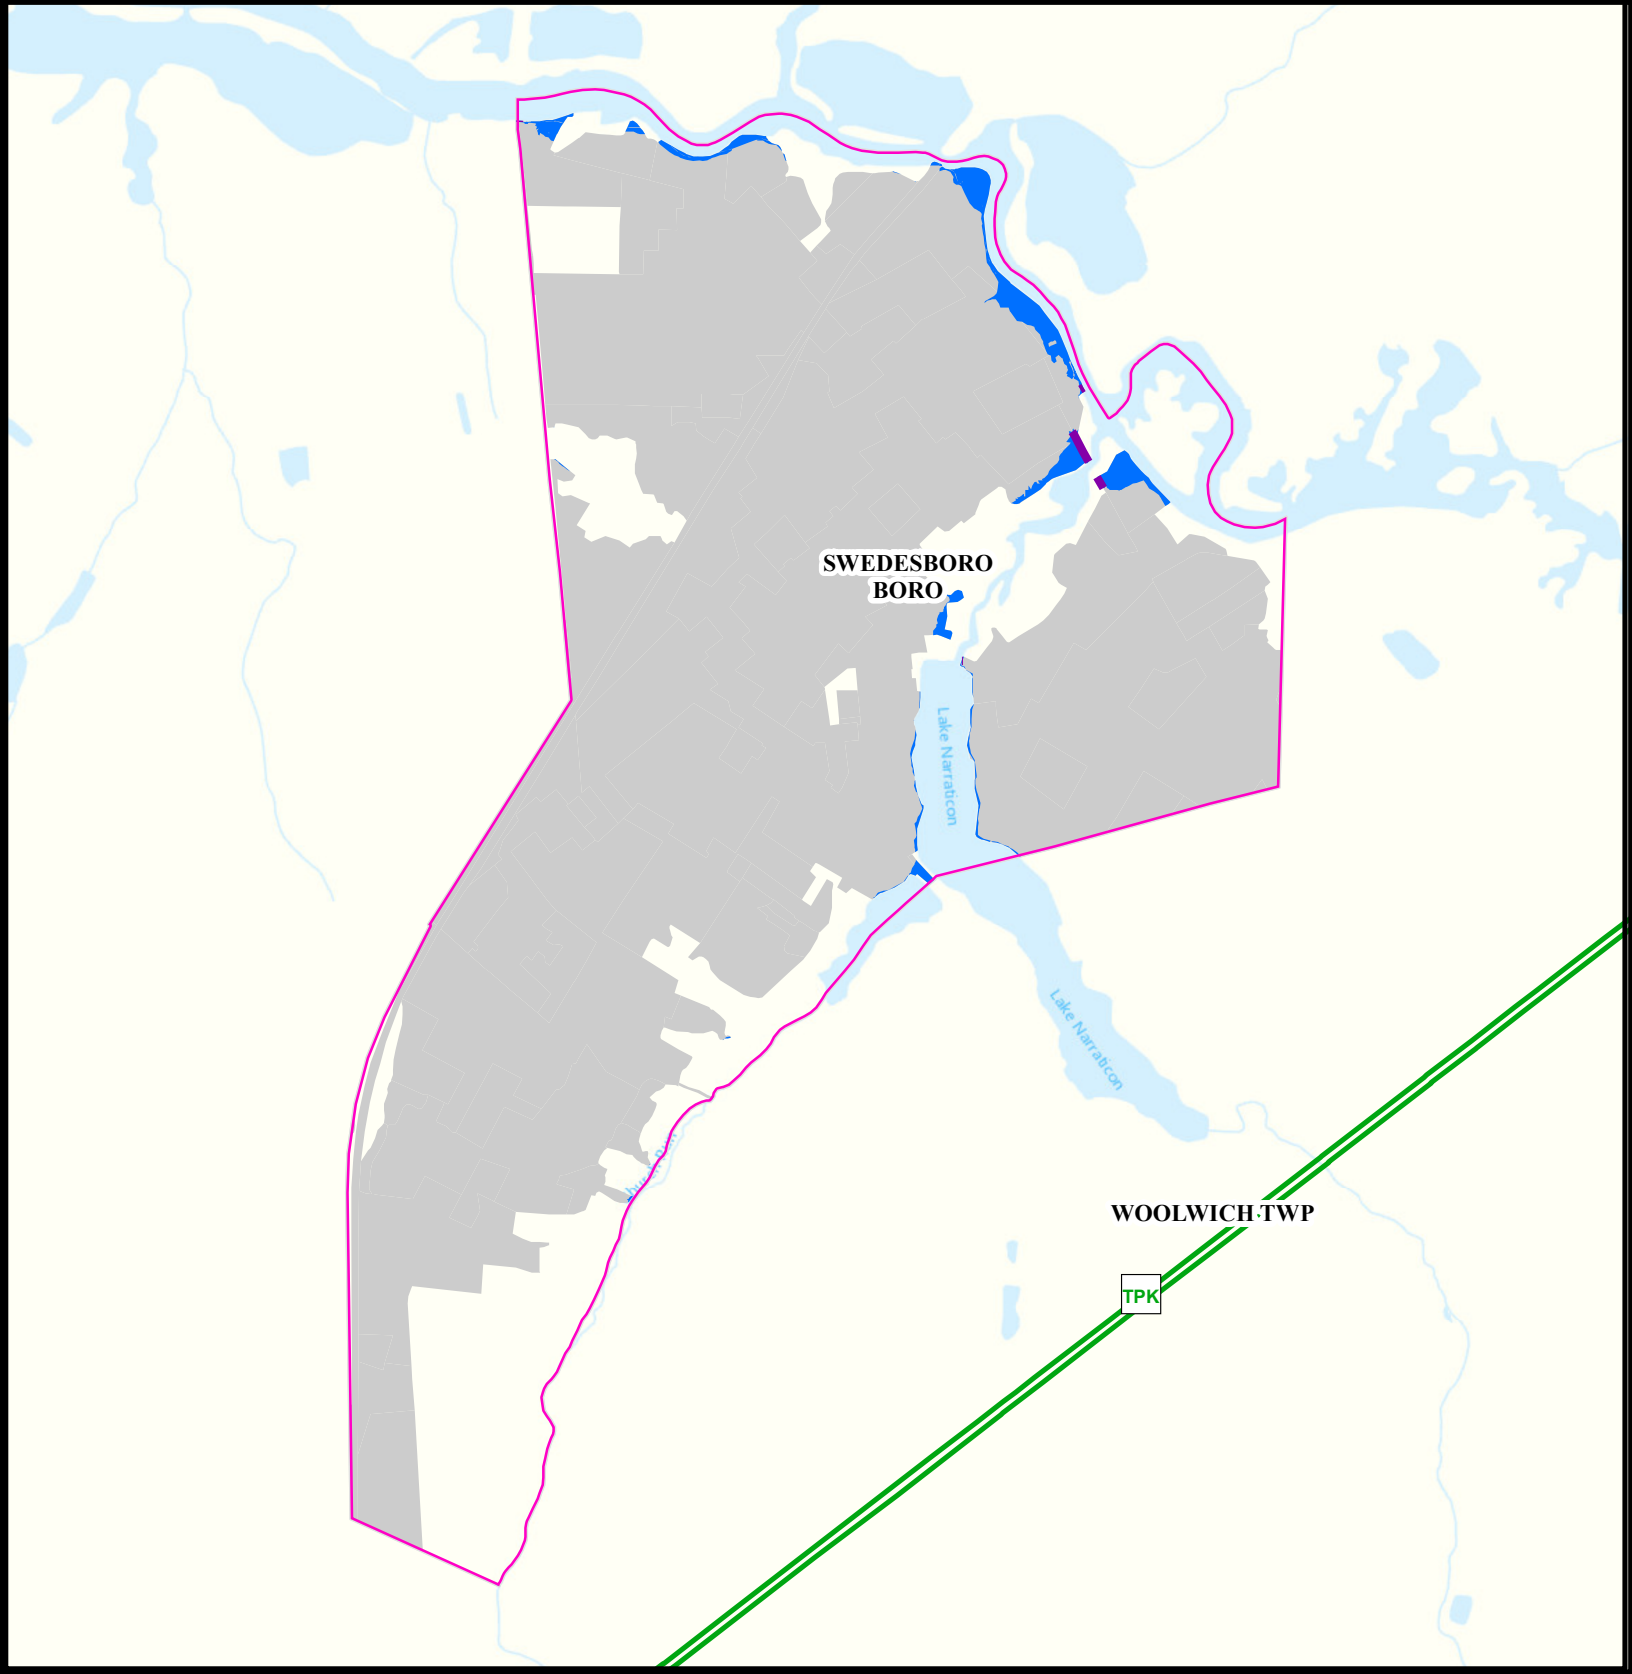 SWEDESBORO
BORO
Lake Narraticon
Lake Narraticon
WOOLWICH TWP
TPK